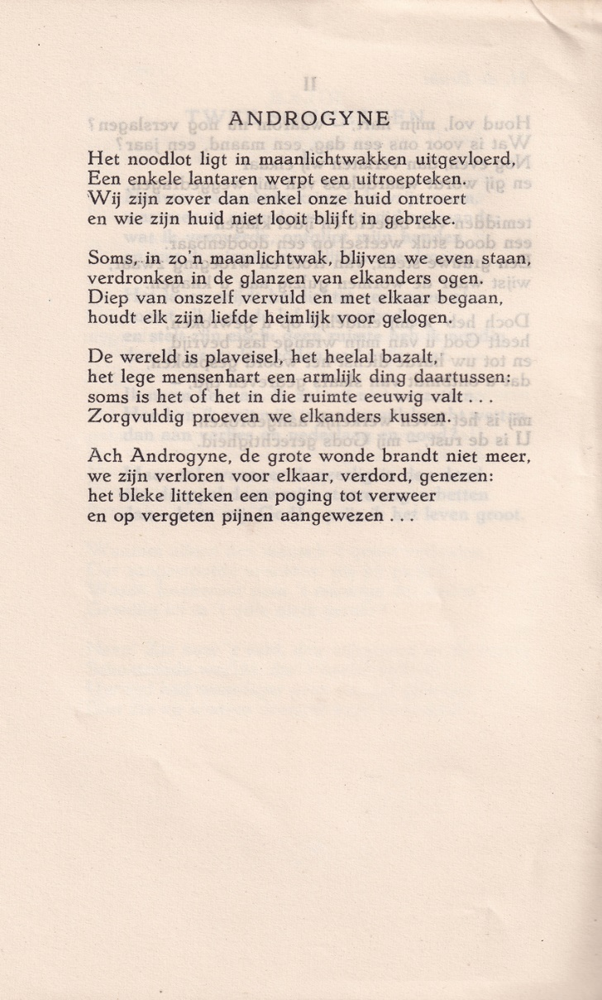 ANDROGYNE
Het noodlot ligt in maanlichtwakken uitgevloerd,
Een enkele lantaren werpt een uitroepteken.
Wij zijn zover dan enkel onze huid ontroert
en wie zijn huid niet looit blijft in gebreke.
Soms, in zo'n maanlichtwak, blijven we even staan,
verdronken in de glanzen van elkanders ogen.
Diep van onszelf vervuld en met elkaar begaan,
houdt elk zijn liefde heimlijk voor gelogen.
De wereld is plaveisel, het heelal bazalt,
het lege mensenhart een armlijk ding daartussen:
soms is het of het in die ruimte eeuwig valt . . .
Zorgvuldig proeven we elkanders kussen.
Ach Androgyne, de grote wonde brandt niet meer,
we zijn verloren voor elkaar, verdord, genezen:
het bleke litteken een poging tot verweer
en op vergeten pijnen aangewezen . . .